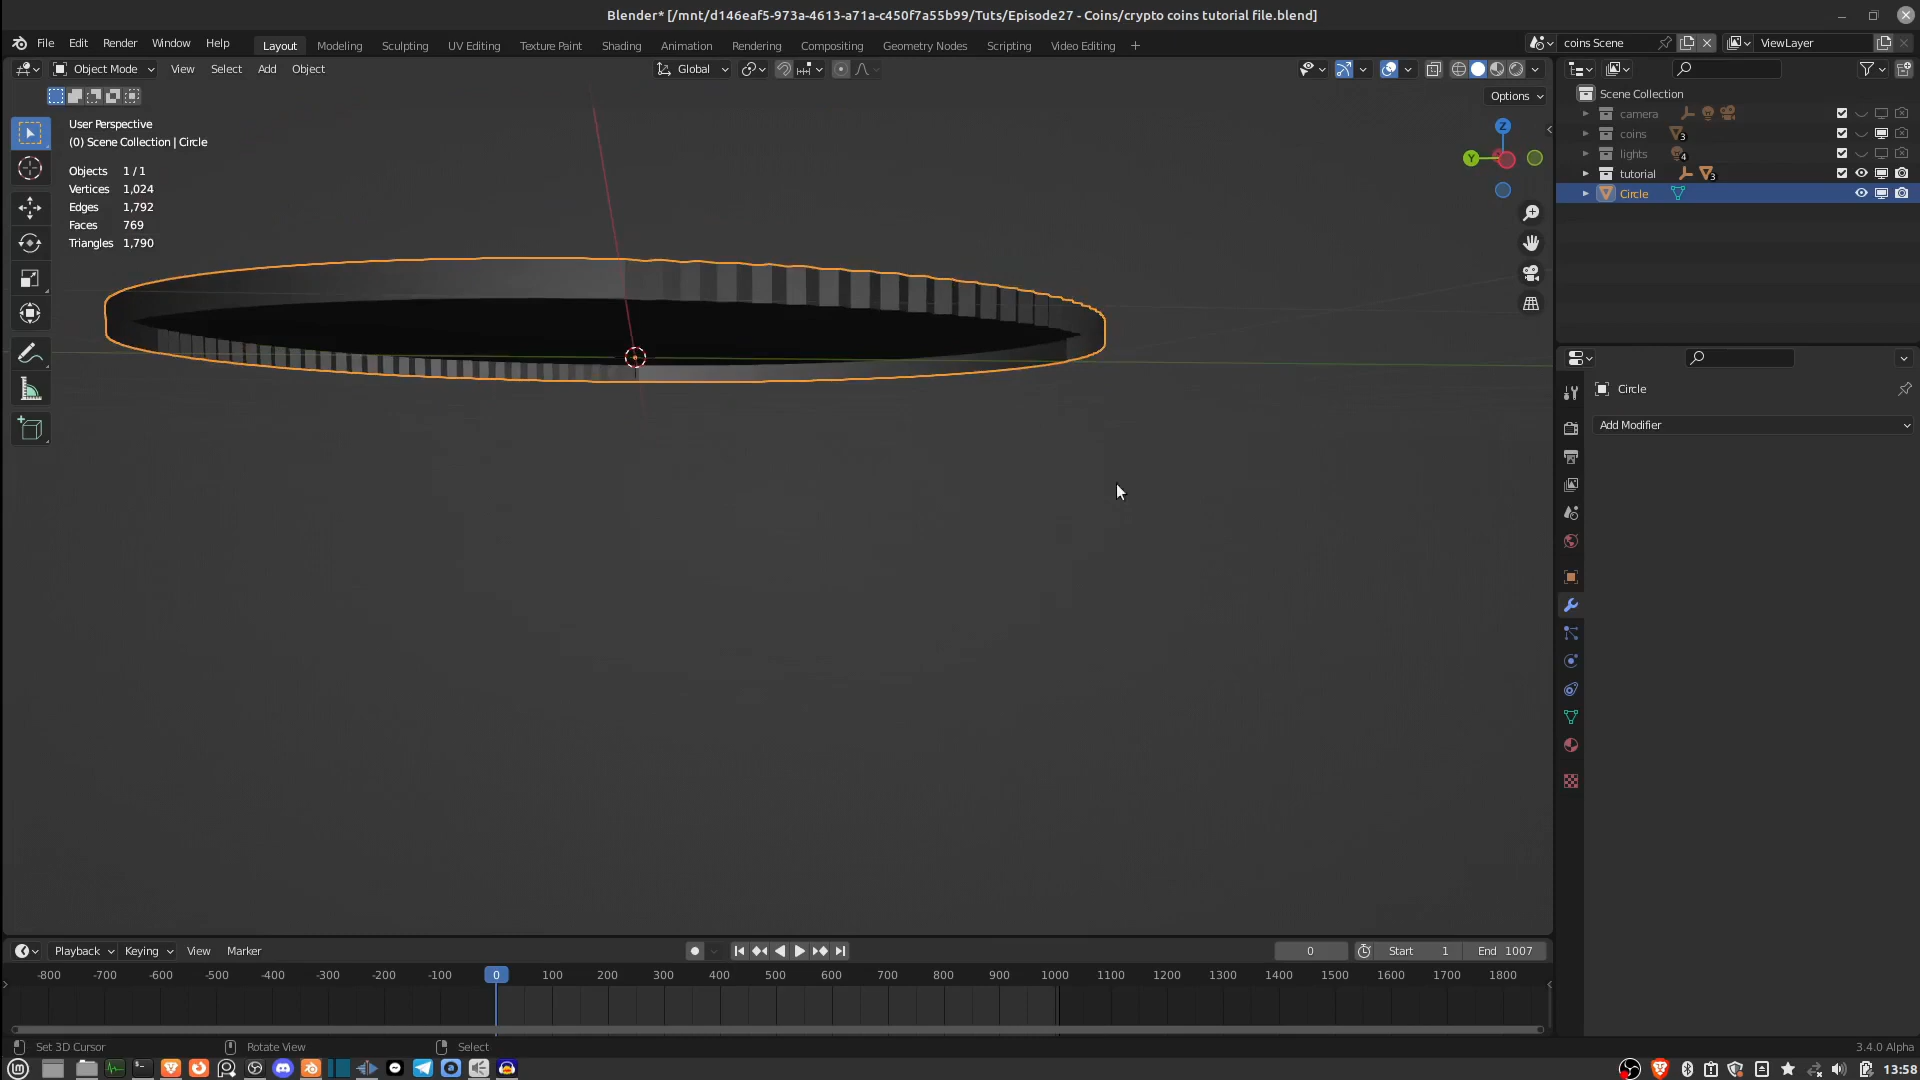 Blender* [/mnt/d146eaf5-973a-4613-a71a-c450f7a55b99/Tuts/Episode27 - Coins/crypto coins tutorial file.blend]
File Edit Render Window Help Layout Modeling Sculpting UV Editing Texture Paint Shading Animation Rendering Compositing Geometry Nodes Scripting Video Editing + coins Scene ViewLayer
Object Mode View Select Add Object Global
Options
Scene Collection
camera
coins 3
lights 4
tutorial 3
Circle
User Perspective
(0) Scene Collection | Circle
Objects 1 / 1
Vertices 1,024
Edges 1,792
Faces 769
Triangles 1,790
Z
Y
Circle
Add Modifier
Playback Keying View Marker 0 Start 1 End 1007
-800 -700 -600 -500 -400 -300 -200 -100 0 100 200 300 400 500 600 700 800 900 1000 1100 1200 1300 1400 1500 1600 1700 1800
Set 3D Cursor Rotate View Select 3.4.0 Alpha
13:58